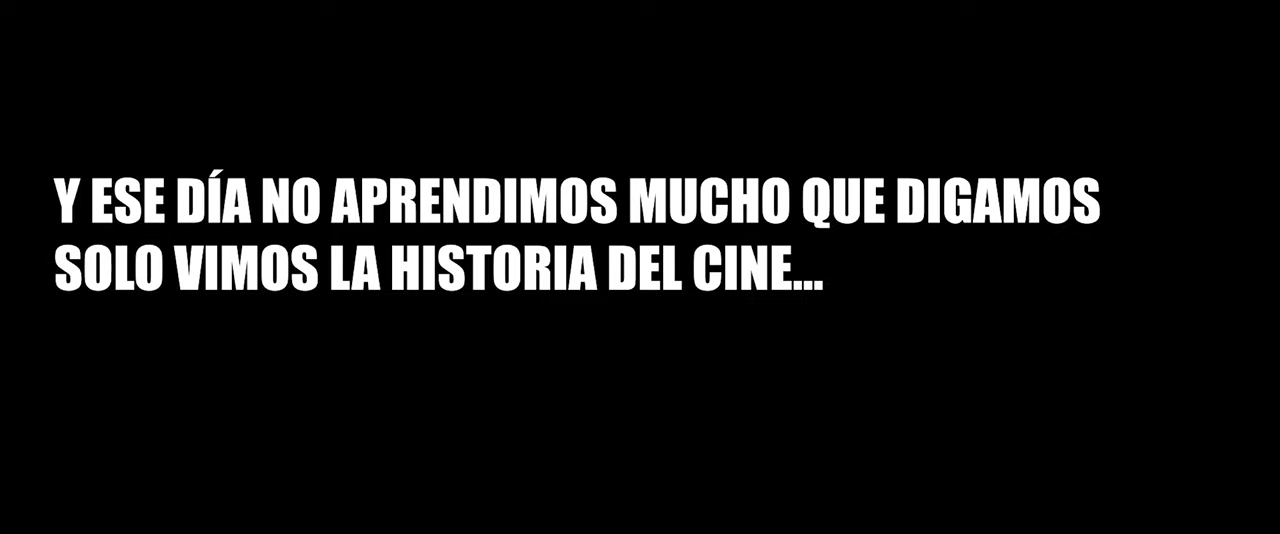 Y ESE DÍA NO APRENDIMOS MUCHO QUE DIGAMOS
SOLO VIMOS LA HISTORIA DEL CINE...